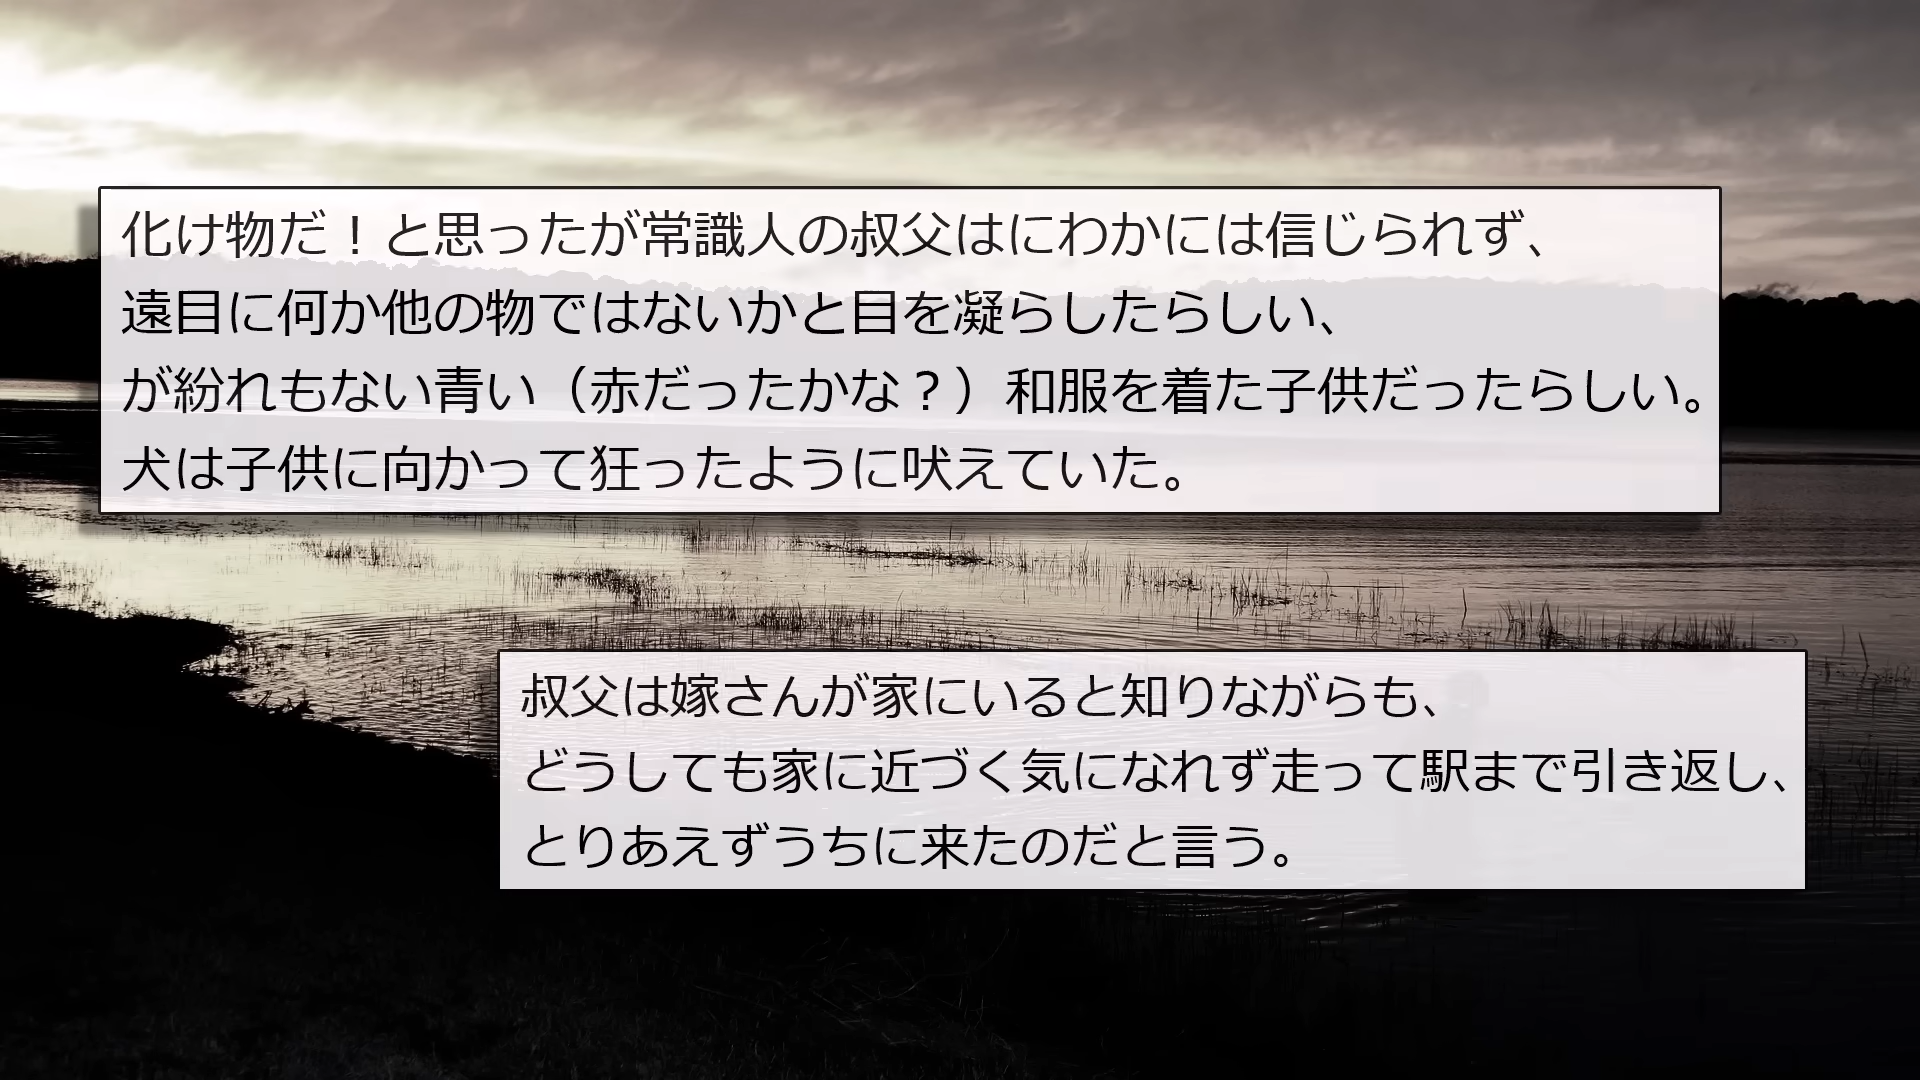 化け物だ！と思ったが常識人の叔父はにわかには信じられず、
遠目に何か他の物ではないかと目を凝らしたらしい、
が紛れもない青い（赤だったかな？）和服を着た子供だったらしい。
犬は子供に向かって狂ったように吠えていた。
叔父は嫁さんが家にいると知りながらも、
どうしても家に近づく気になれず走って駅まで引き返し、
とりあえずうちに来たのだと言う。